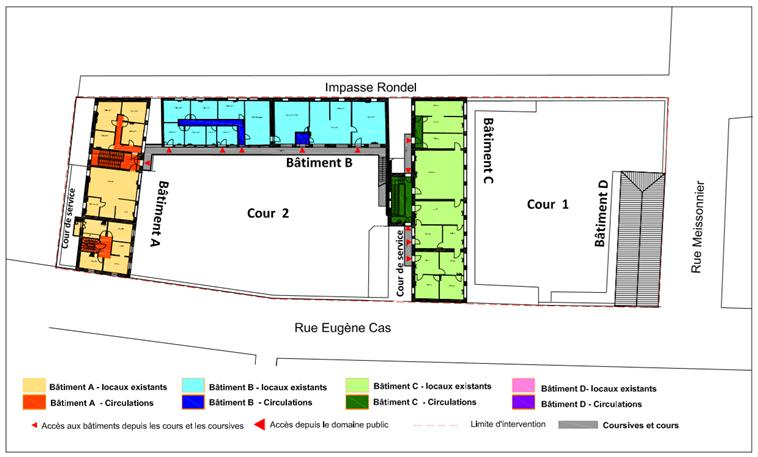 Impasse Rondel
Bâtiment B
Bâtiment A
Cour de service
Cour 2
Cour de service
Bâtiment C
Cour 1
Bâtiment D
Rue Meissonnier
Rue Eugène Cas
Bâtiment A - locaux existants
Bâtiment B - locaux existants
Bâtiment C - locaux existants
Bâtiment D- locaux existants
Bâtiment A - Circulations
Bâtiment B - Circulations
Bâtiment C - Circulations
Bâtiment D - Circulations
Accès aux bâtiments depuis les cours et les coursives
Accès depuis le domaine public
Limite d'intervention
Coursives et cours